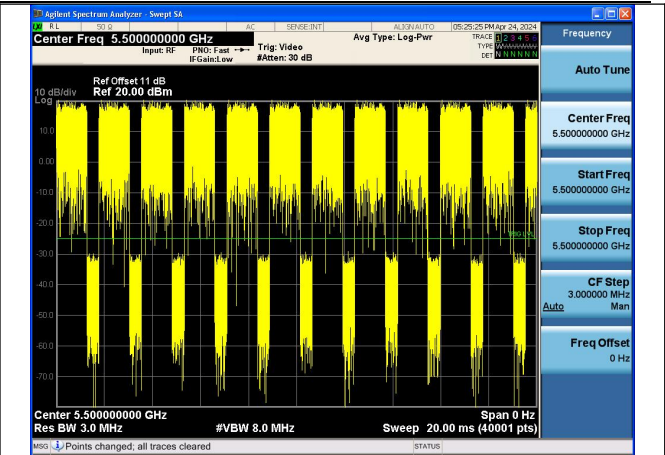 Agilent Spectrum Analyzer - Swept SA
RL 50 Ω AC SENSE:INT ALIGN AUTO 05:25:25 PM Apr 24, 2024
Center Freq 5.500000000 GHz
Input: RF PNO: Fast
IFGain:Low
Trig: Video
#Atten: 30 dB
Avg Type: Log-Pwr
TRACE 1 2 3 4 5 6
TYPE
DET N N N N N N
Ref Offset 11 dB
10 dB/div Ref 20.00 dBm
Log
10.0
0.00
-10.0
-20.0
-30.0
-40.0
-50.0
-60.0
-70.0
Center 5.500000000 GHz Span 0 Hz
Res BW 3.0 MHz #VBW 8.0 MHz Sweep 20.00 ms (40001 pts)
MSG Points changed; all traces cleared STATUS
Frequency
Auto Tune
Center Freq
5.500000000 GHz
Start Freq
5.500000000 GHz
Stop Freq
5.500000000 GHz
CF Step
3.000000 MHz
Auto Man
Freq Offset
0 Hz